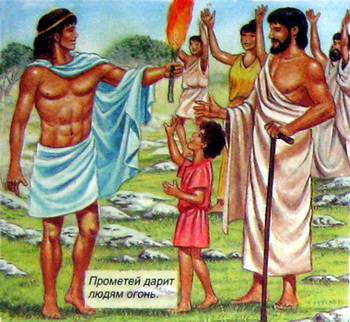 Прометей дарит
людям огонь.